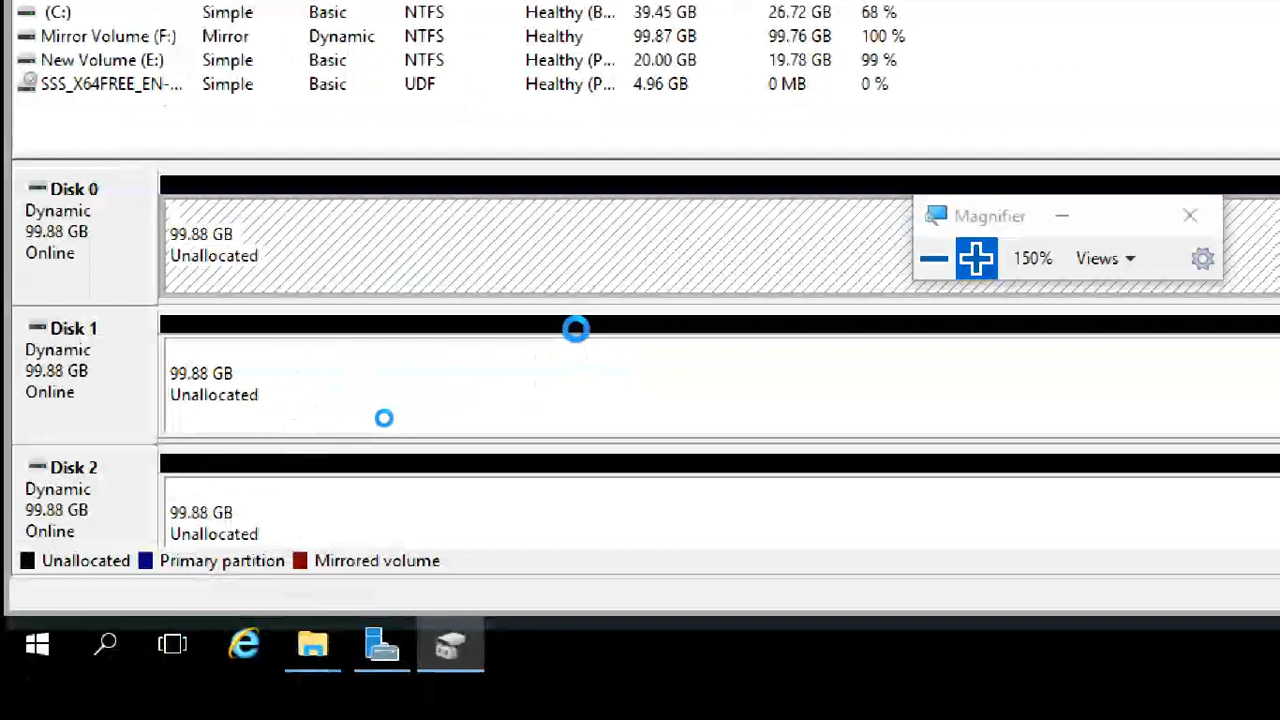 (C:) Simple Basic NTFS Healthy (B... 39.45 GB 26.72 GB 68 %
Mirror Volume (F:) Mirror Dynamic NTFS Healthy 99.87 GB 99.76 GB 100 %
New Volume (E:) Simple Basic NTFS Healthy (P... 20.00 GB 19.78 GB 99 %
SSS_X64FREE_EN-... Simple Basic UDF Healthy (P... 4.96 GB 0 MB 0 %
Disk 0
Dynamic
99.88 GB
Online
99.88 GB
Unallocated
Magnifier
150% Views
Disk 1
Dynamic
99.88 GB
Online
99.88 GB
Unallocated
Disk 2
Dynamic
99.88 GB
Online
99.88 GB
Unallocated
Unallocated Primary partition Mirrored volume